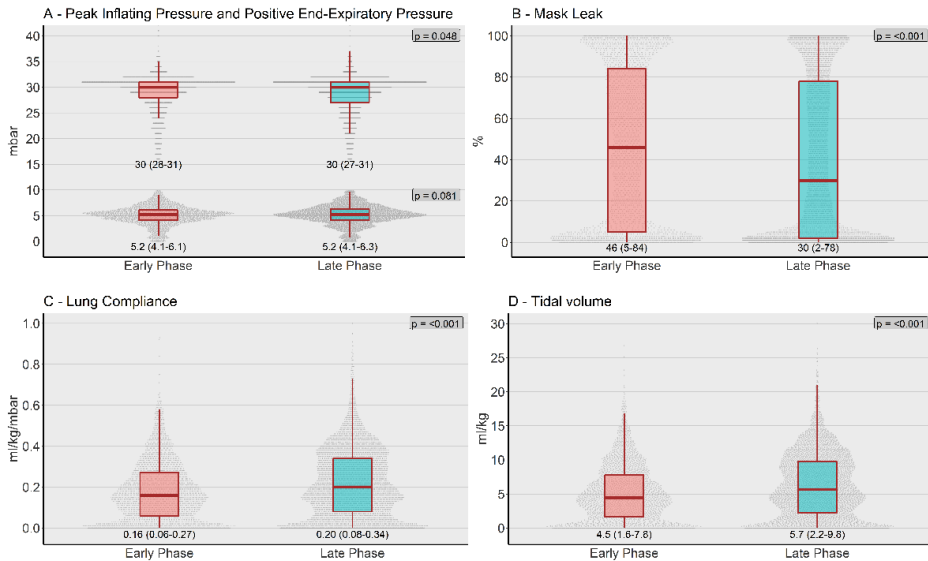 A - Peak Inflating Pressure and Positive End-Expiratory Pressure
p = 0.048
40
35
30
25
20
15
10
5
0
mbar
30 (28-31)
30 (27-31)
p = 0.081
5.2 (4.1-6.1)
5.2 (4.1-6.3)
Early Phase
Late Phase
B - Mask Leak
p = <0.001
100
80
60
40
20
0
%
46 (5-84)
30 (2-78)
Early Phase
Late Phase
C - Lung Compliance
p = <0.001
1.0
0.8
0.6
0.4
0.2
0.0
ml/kg/mbar
0.16 (0.06-0.27)
0.20 (0.08-0.34)
Early Phase
Late Phase
D - Tidal volume
p = <0.001
30
25
20
15
10
5
0
ml/kg
4.5 (1.6-7.8)
5.7 (2.2-9.8)
Early Phase
Late Phase